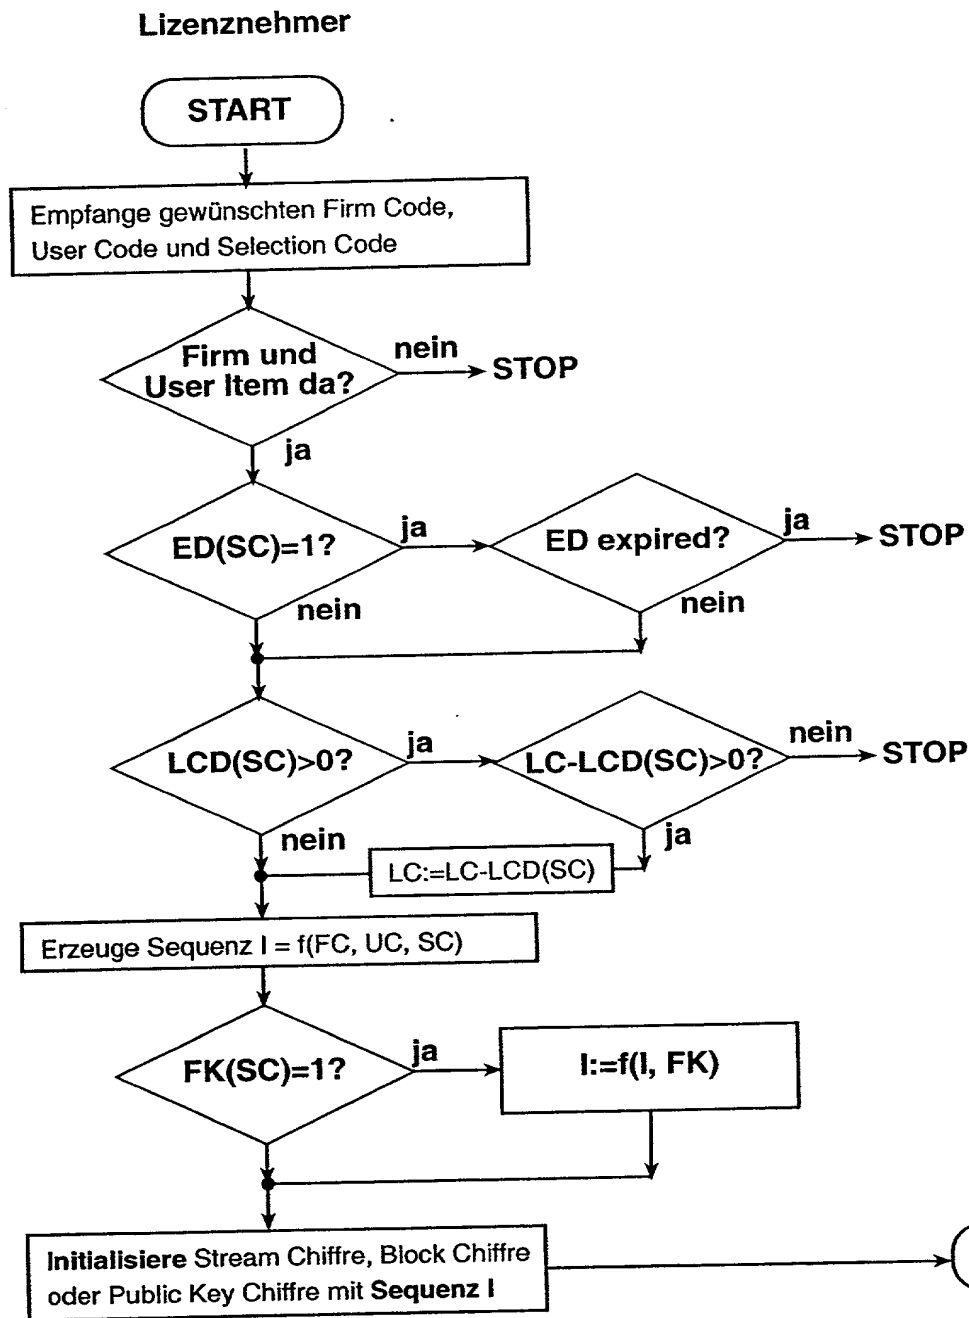 Lizenznehmer
START
Empfange gewünschten Firm Code,
User Code und Selection Code
Firm und
User Item da?
nein
STOP
ja
ED(SC)=1?
ja
ED expired?
ja
STOP
nein
nein
LCD(SC)>0?
ja
LC-LCD(SC)>0?
nein
STOP
nein
ja
LC:=LC-LCD(SC)
Erzeuge Sequenz I = f(FC, UC, SC)
FK(SC)=1?
ja
I:=f(I, FK)
Initialisiere Stream Chiffre, Block Chiffre
oder Public Key Chiffre mit Sequenz I